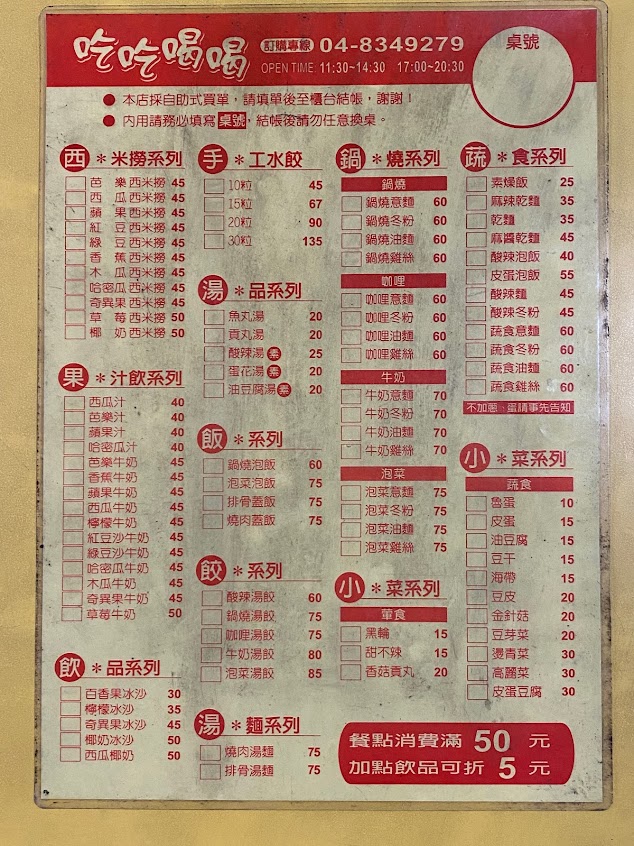 吃吃喝喝
訂購專線 04-8349279
OPEN TIME: 11:30~14:30 17:00~20:30
桌號
● 本店採自助式買單，請填單後至櫃台結帳，謝謝！
● 內用請務必填寫桌號，結帳後請勿任意換桌。
西＊米撈系列
芭樂西米撈 45
西瓜西米撈 45
蘋果西米撈 45
紅豆西米撈 45
綠豆西米撈 45
香蕉西米撈 45
木瓜西米撈 45
哈密瓜西米撈 45
奇異果西米撈 45
草莓西米撈 50
椰奶西米撈 50
果＊汁飲系列
西瓜汁 40
芭樂汁 40
蘋果汁 40
哈密瓜汁 40
芭樂牛奶 45
香蕉牛奶 45
蘋果牛奶 45
西瓜牛奶 45
檸檬牛奶 45
紅豆沙牛奶 45
綠豆沙牛奶 45
哈密瓜牛奶 45
木瓜牛奶 45
奇異果牛奶 45
草莓牛奶 50
飲＊品系列
百香果冰沙 30
檸檬冰沙 35
奇異果冰沙 45
椰奶冰沙 50
西瓜椰奶 50
手＊工水餃
10粒 45
15粒 67
20粒 90
30粒 135
湯＊品系列
魚丸湯 20
貢丸湯 20
酸辣湯素 25
蛋花湯素 20
油豆腐湯素 20
飯＊系列
鍋燒泡飯 60
泡菜泡飯 75
排骨蓋飯 75
燒肉蓋飯 75
餃＊系列
酸辣湯餃 60
鍋燒湯餃 75
咖哩湯餃 75
牛奶湯餃 80
泡菜湯餃 85
湯＊麵系列
燒肉湯麵 75
排骨湯麵 75
鍋＊燒系列
鍋燒
鍋燒意麵 60
鍋燒冬粉 60
鍋燒油麵 60
鍋燒雞絲 60
咖哩
咖哩意麵 60
咖哩冬粉 60
咖哩油麵 60
咖哩雞絲 60
牛奶
牛奶意麵 70
牛奶冬粉 70
牛奶油麵 70
牛奶雞絲 60
泡菜
泡菜意麵 75
泡菜冬粉 75
泡菜油麵 75
泡菜雞絲 75
小＊菜系列
葷食
黑輪 15
甜不辣 15
香菇貢丸 20
蔬＊食系列
素燥飯 25
麻辣乾麵 35
乾麵 35
麻醬乾麵 45
酸辣泡飯 40
皮蛋泡飯 55
酸辣麵 45
酸辣冬粉 45
蔬食意麵 60
蔬食冬粉 60
蔬食油麵 60
蔬食雞絲 60
不加蔥、蛋請事先告知
小＊菜系列
蔬食
魯蛋 10
皮蛋 15
油豆腐 15
豆干 15
海帶 15
豆皮 20
金針菇 20
豆芽菜 20
燙青菜 30
高麗菜 30
皮蛋豆腐 30
餐點消費滿 50 元
加點飲品可折 5 元